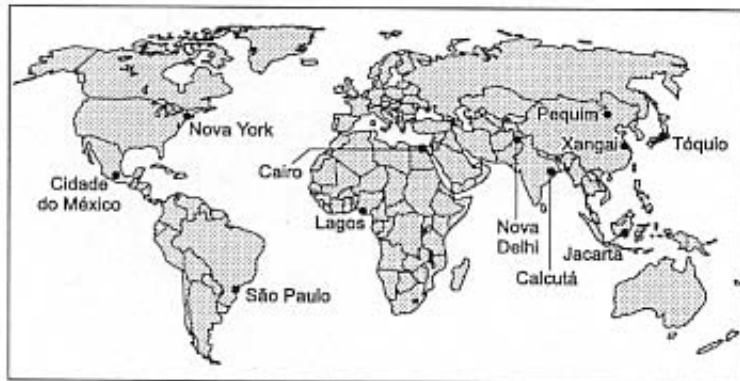 Nova York
Cidade
do México
São Paulo
Cairo
Lagos
Nova
Delhi
Calcutá
Pequim
Xangai
Tóquio
Jacarta